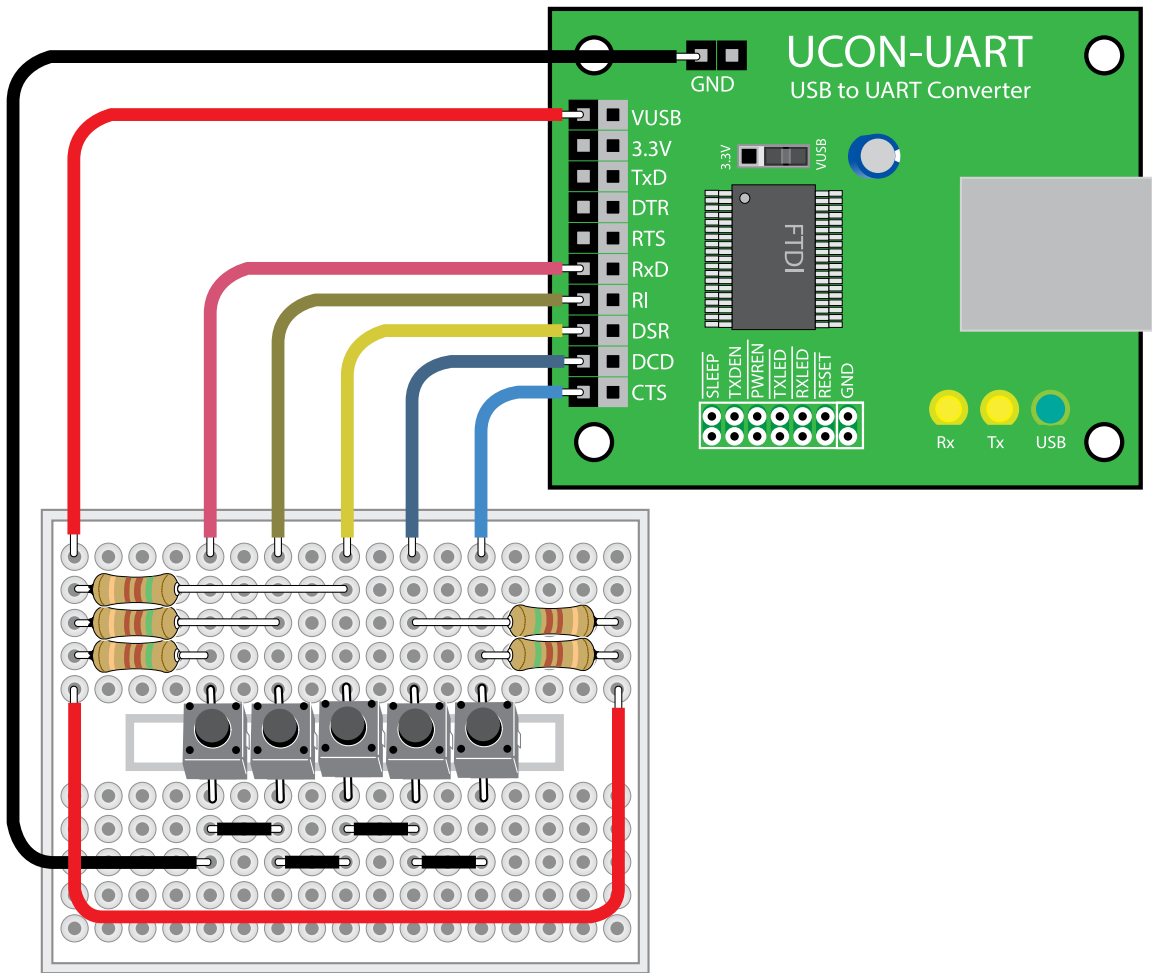 UCON-UART
USB to UART Converter
GND
VUSB
3.3V
TxD
DTR
RTS
RxD
RI
DSR
DCD
CTS
3.3V
VUSB
FTDI
SLEEP
TXDEN
PWREN
TXLED
RXLED
RESET
GND
Rx
Tx
USB